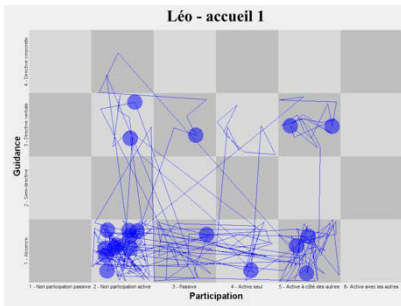 Léo - accueil 1
Guidance
4 - Directive corporelle
3 - Directive verbale
2 - Semi-directive
1 - Absence
1 - Non participation passive
2 - Non participation active
3 - Passive
4 - Active seul
5 - Active à côté des autres
6- Active avec les autres
Participation